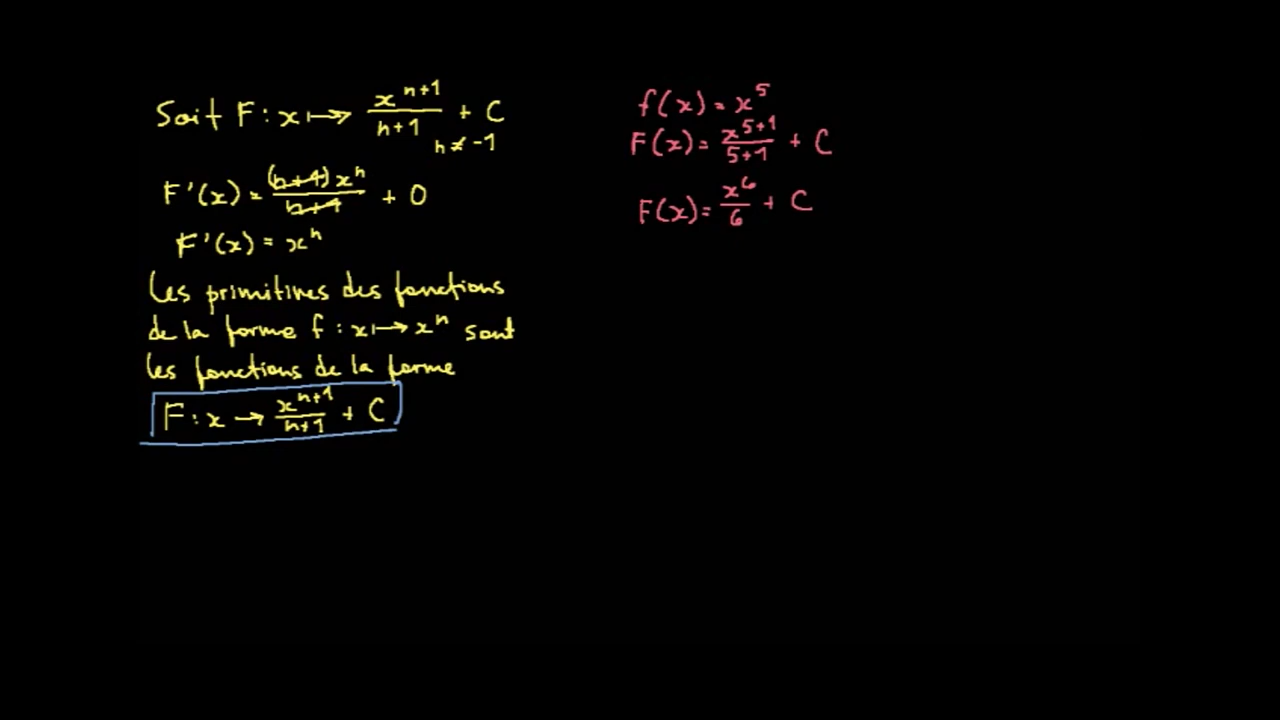 Soit F : x ↦ x^(n+1)/(n+1) + C
n ≠ -1
F'(x) = (n+1)x^n/(n+1) + 0
F'(x) = x^n
Les primitives des fonctions
de la forme f : x ↦ x^n sont
les fonctions de la forme
F : x → x^(n+1)/(n+1) + C
f(x) = x^5
F(x) = x^(5+1)/(5+1) + C
F(x) = x^6/6 + C